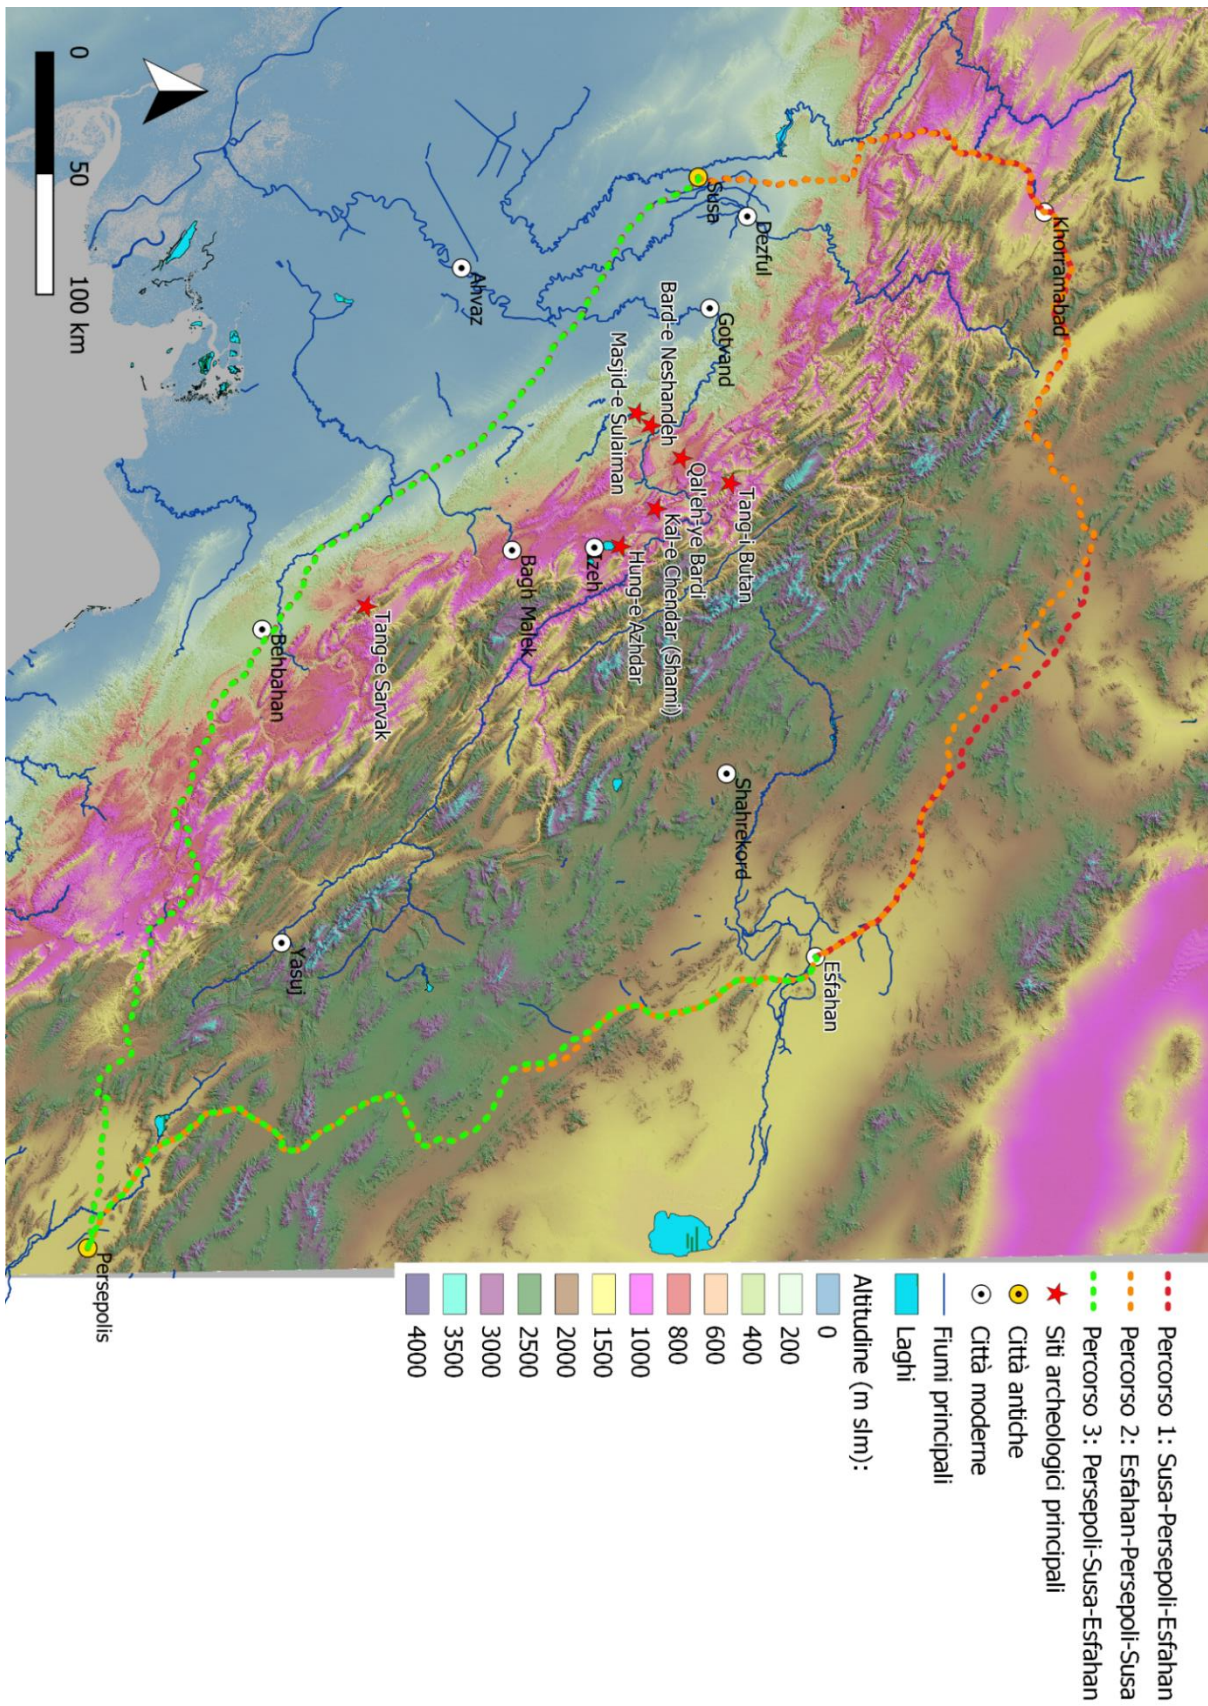 Percorso 1: Susa-Persepoli-Esfahan
Percorso 2: Esfahan-Persepoli-Susa
Percorso 3: Persepoli-Susa-Esfahan
Siti archeologici principali
Città antiche
Città moderne
Fiumi principali
Laghi
Altitudine (m slm):
0
200
400
600
800
1000
1500
2000
2500
3000
3500
4000
Khorramabad
Susa
Dezful
Gotvand
Ahvaz
Bard-e Neshandeh
Masjid-e Sulaiman
Qal'eh-ye Bardi
Tang-i Butan
Kal-e Chendar (Shami)
Hung-e Azhdar
Izeh
Bagh Malek
Tang-e Sarvak
Behbahan
Shahrekord
Esfahan
Yasuj
Persepolis
0 50 100 km